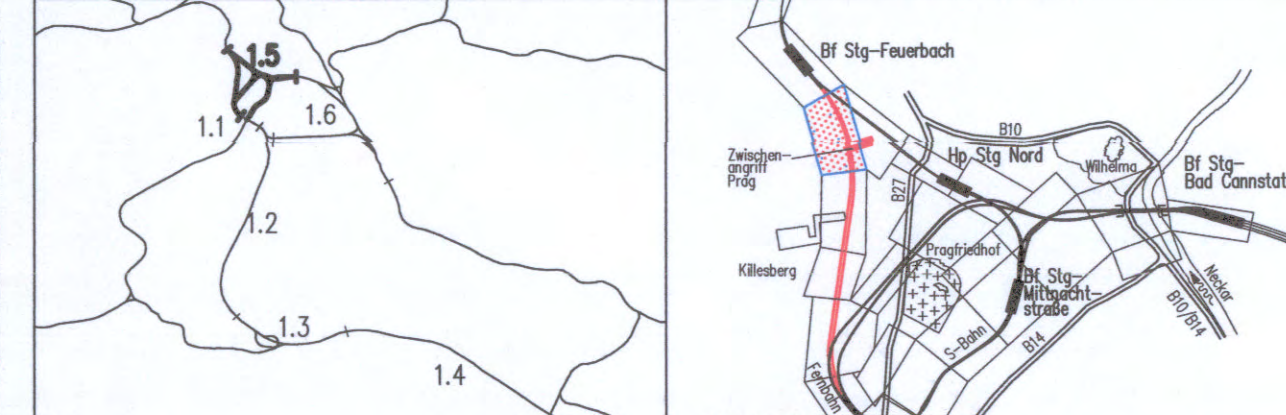 1.5
1.1
1.6
1.2
1.3
1.4
Bf Stg-Feuerbach
Zwischen-
angriff
Prag
B10
Hp Stg Nord
Wilhelma
Bf Stg-
Bad Cannstat
B27
Killesberg
Pragfriedhof
Bf Stg-
Mittnacht-
straße
Neckar
B10/B14
S-Bahn
B14
Fernbahn